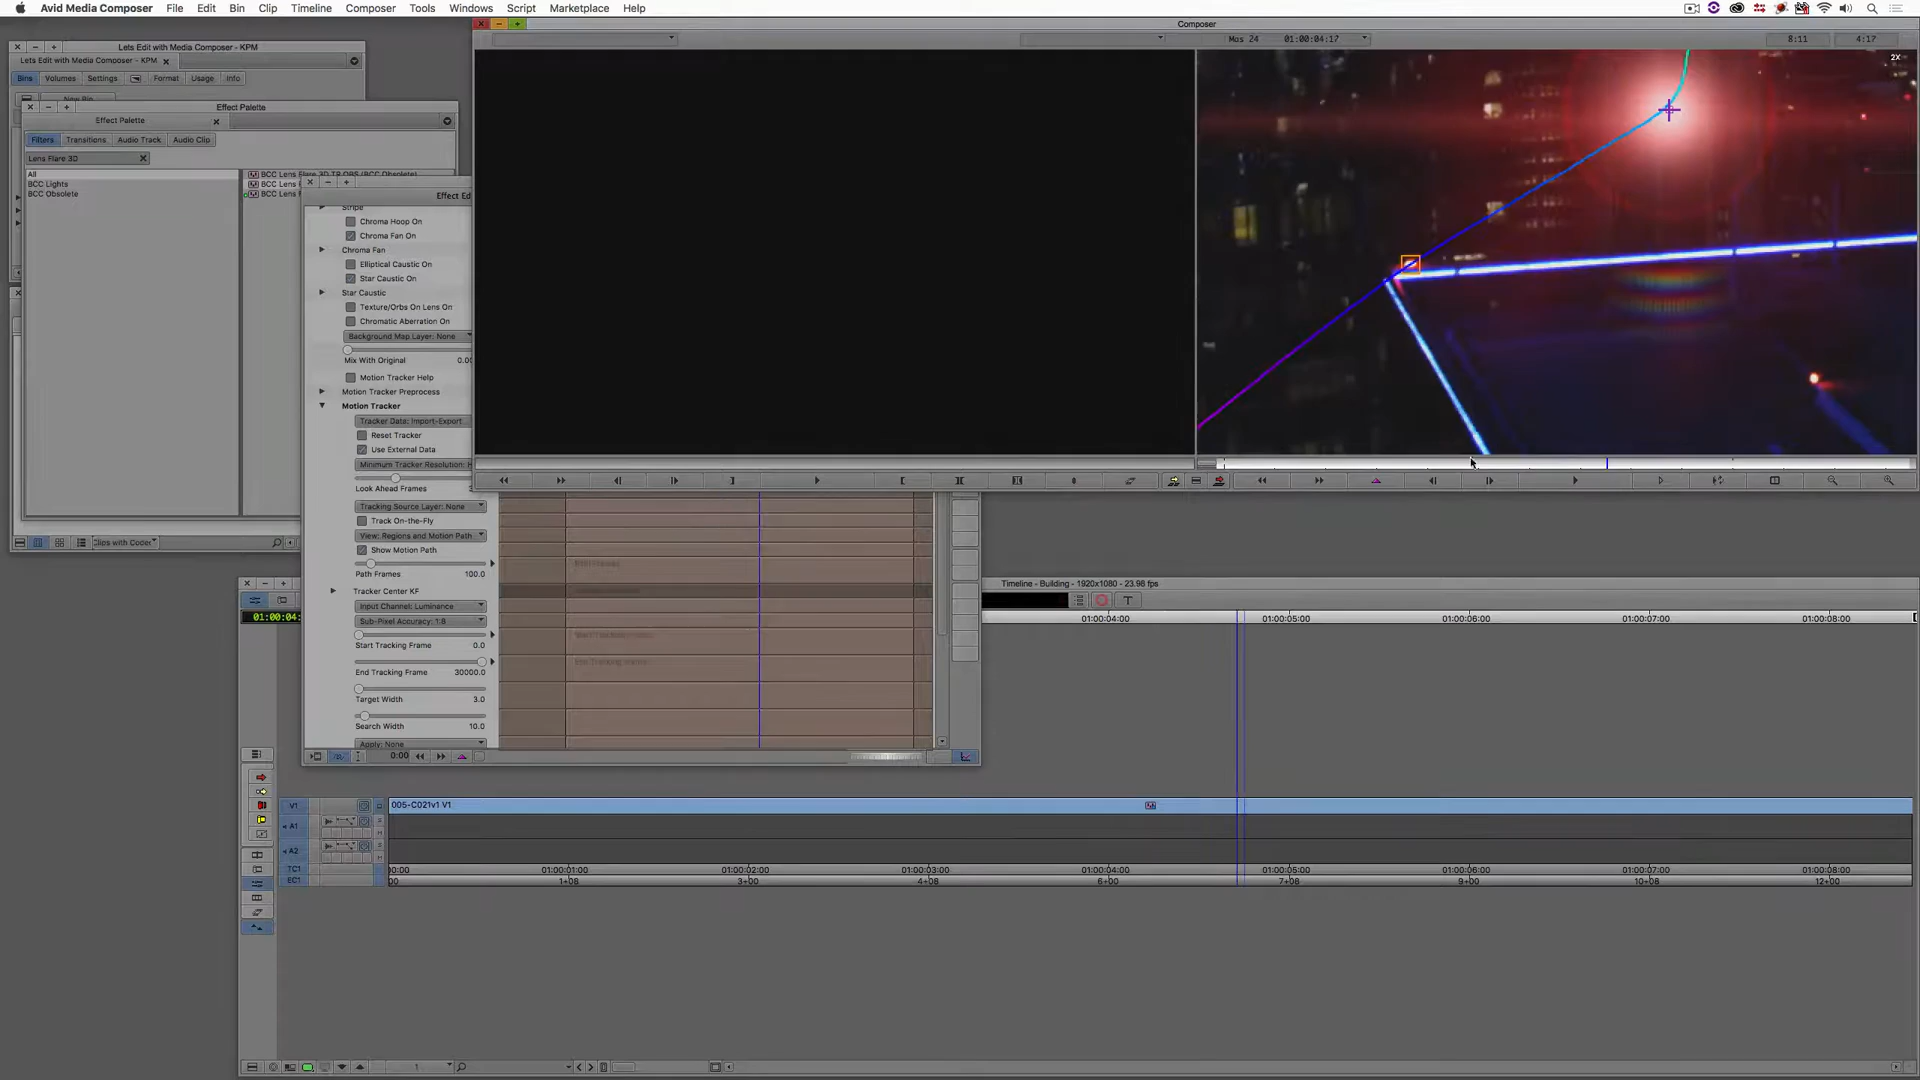 Avid Media Composer File Edit Bin Clip Timeline Composer Tools Windows Script Marketplace Help
Composer
Mas 24 01:00:04:17
8:11 4:17
Lets Edit with Media Composer - KPM
Lets Edit with Media Composer - KPM
Bins Volumes Settings Format Usage Info
New Bin
Effect Palette
Effect Palette
Filters Transitions Audio Track Audio Clip
Lens Flare 3D
All
BCC Lights
BCC Obsolete
BCC Lens Flare 3D TR OBS (BCC Obsolete)
BCC Lens
BCC Lens F
Effect Ed
Stripe
Chroma Hoop On
Chroma Fan On
Chroma Fan
Elliptical Caustic On
Star Caustic On
Star Caustic
Texture/Orbs On Lens On
Chromatic Aberration On
Background Map Layer: None
Mix With Original 0.00
Motion Tracker Help
Motion Tracker Preprocess
Motion Tracker
Tracker Data: Import-Export
Reset Tracker
Use External Data
Minimum Tracker Resolution: H
Look Ahead Frames
Tracking Source Layer: None
Track On-the-Fly
View: Regions and Motion Path
Show Motion Path
Path Frames 100.0
Tracker Center KF
Input Channel: Luminance
Sub-Pixel Accuracy: 1:8
Start Tracking Frame 0.0
End Tracking Frame 30000.0
Target Width 3.0
Search Width 10.0
Apply: None
0:00
Path Frames
Start Tracking Frame
End Tracking Frame
2X
Clips with Coder
Timeline - Building - 1920x1080 - 23.98 fps
01:00:04: 01:00:04:00 01:00:05:00 01:00:06:00 01:00:07:00 01:00:08:00
V1 005-C021v1 V1
A1
A2
TC1 00:00 01:00:01:00 01:00:02:00 01:00:03:00 01:00:04:00 01:00:05:00 01:00:06:00 01:00:07:00 01:00:08:00
EC1 00 1+08 3+00 4+08 6+00 7+08 9+00 10+08 12+00
1